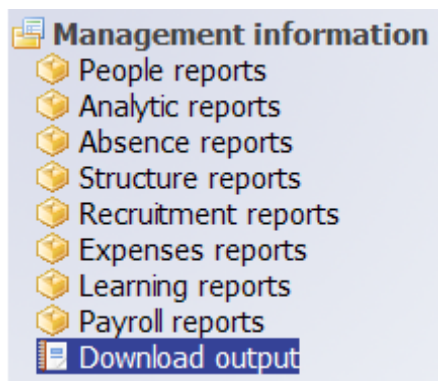 Management information
People reports
Analytic reports
Absence reports
Structure reports
Recruitment reports
Expenses reports
Learning reports
Payroll reports
Download output